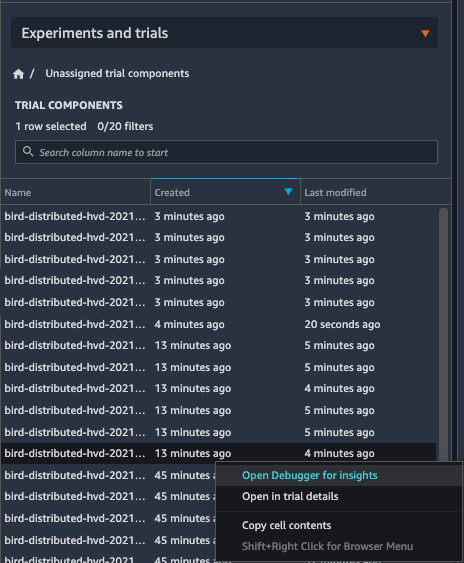 Experiments and trials
/ Unassigned trial components
TRIAL COMPONENTS
1 row selected 0/20 filters
Search column name to start
Name Created Last modified
bird-distributed-hvd-2021... 3 minutes ago 3 minutes ago
bird-distributed-hvd-2021... 3 minutes ago 3 minutes ago
bird-distributed-hvd-2021... 3 minutes ago 3 minutes ago
bird-distributed-hvd-2021... 3 minutes ago 3 minutes ago
bird-distributed-hvd-2021... 3 minutes ago 3 minutes ago
bird-distributed-hvd-2021... 4 minutes ago 20 seconds ago
bird-distributed-hvd-2021... 13 minutes ago 5 minutes ago
bird-distributed-hvd-2021... 13 minutes ago 5 minutes ago
bird-distributed-hvd-2021... 13 minutes ago 4 minutes ago
bird-distributed-hvd-2021... 13 minutes ago 5 minutes ago
bird-distributed-hvd-2021... 13 minutes ago 5 minutes ago
bird-distributed-hvd-2021... 13 minutes ago 4 minutes ago
bird-distributed-hvd-2021... 45 minutes
Open Debugger for insights
bird-distributed-hvd-2021... 45 minutes
Open in trial details
bird-distributed-hvd-2021... 45 minutes
Copy cell contents
bird-distributed-hvd-2021... 45 minutes
Shift+Right Click for Browser Menu
bird-distributed-hvd-2021... 45 minutes